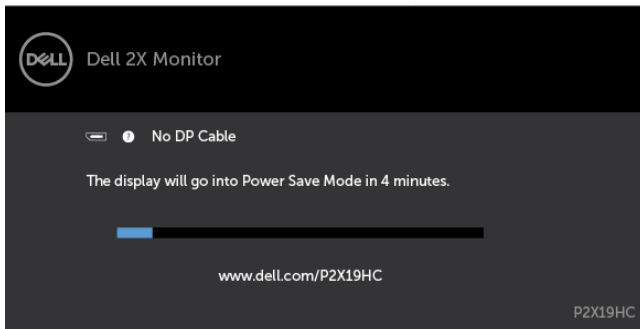 DELL
Dell 2X Monitor
? No DP Cable
The display will go into Power Save Mode in 4 minutes.
www.dell.com/P2X19HC
P2X19HC